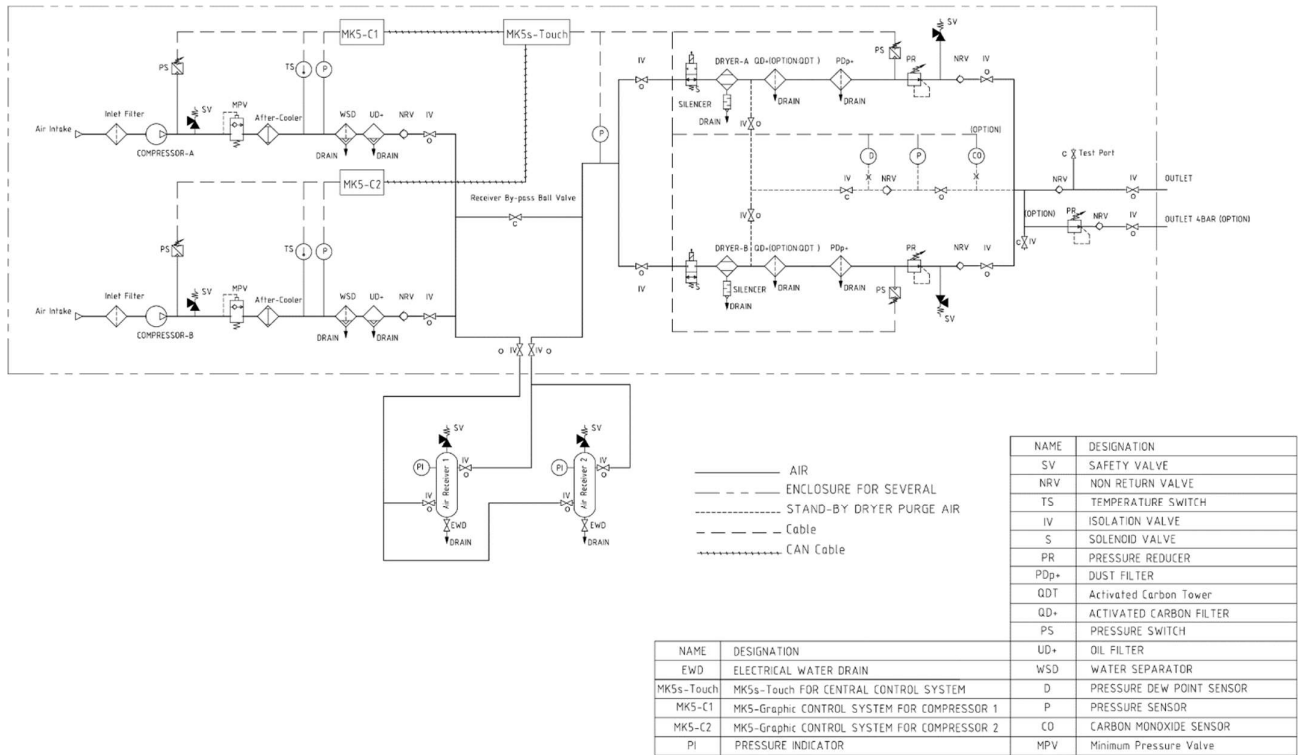 MK5-C1
MK5s-Touch
SV
PS
TS
P
PS
PR
NRV
IV
IV
DRYER-A
QD+(OPTION:QDT )
PDp+
O
S
SILENCER
DRAIN
DRAIN
DRAIN
O
Inlet Filter
SV
MPV
After-Cooler
WSD
UD+
NRV
IV
Air Intake
COMPRESSOR-A
DRAIN
DRAIN
O
P
IV
O
D
P
CO
(OPTION)
C
Test Port
MK5-C2
Receiver By-pass Ball Valve
C
IV
C
NRV
O
NRV
IV
O
OUTLET
(OPTION)
PR
NRV
IV
O
OUTLET 4BAR (OPTION)
C
IV
PS
TS
P
IV
O
O
IV
DRYER-B
QD+(OPTION:QDT )
PDp+
PR
NRV
IV
S
SILENCER
DRAIN
DRAIN
DRAIN
PS
O
SV
Inlet Filter
SV
MPV
After-Cooler
WSD
UD+
NRV
IV
Air Intake
COMPRESSOR-B
DRAIN
DRAIN
O
O
IV
IV
O
SV
SV
PI
Air Receiver 1
IV
O
PI
Air Receiver 2
IV
O
IV
O
IV
O
EWD
DRAIN
EWD
DRAIN
AIR
ENCLOSURE FOR SEVERAL
STAND-BY DRYER PURGE AIR
Cable
CAN Cable
NAME DESIGNATION
SV SAFETY VALVE
NRV NON RETURN VALVE
TS TEMPERATURE SWITCH
IV ISOLATION VALVE
S SOLENOID VALVE
PR PRESSURE REDUCER
PDp+ DUST FILTER
QDT Activated Carbon Tower
QD+ ACTIVATED CARBON FILTER
PS PRESSURE SWITCH
UD+ OIL FILTER
WSD WATER SEPARATOR
D PRESSURE DEW POINT SENSOR
P PRESSURE SENSOR
CO CARBON MONOXIDE SENSOR
MPV Minimum Pressure Valve
NAME DESIGNATION
EWD ELECTRICAL WATER DRAIN
MK5s-Touch MK5s-Touch FOR CENTRAL CONTROL SYSTEM
MK5-C1 MK5-Graphic CONTROL SYSTEM FOR COMPRESSOR 1
MK5-C2 MK5-Graphic CONTROL SYSTEM FOR COMPRESSOR 2
PI PRESSURE INDICATOR